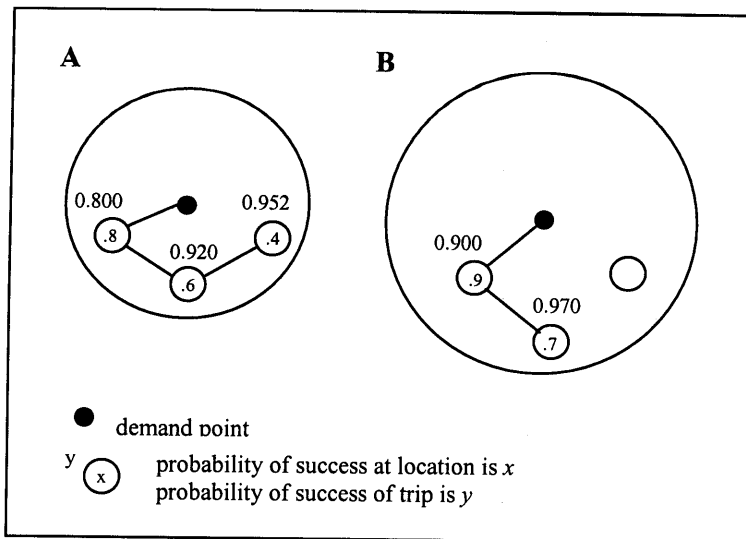 A
B
0.800
0.952
.8
0.920
.4
.6
0.900
.9
0.970
.7
demand point
y
x
probability of success at location is x
probability of success of trip is y